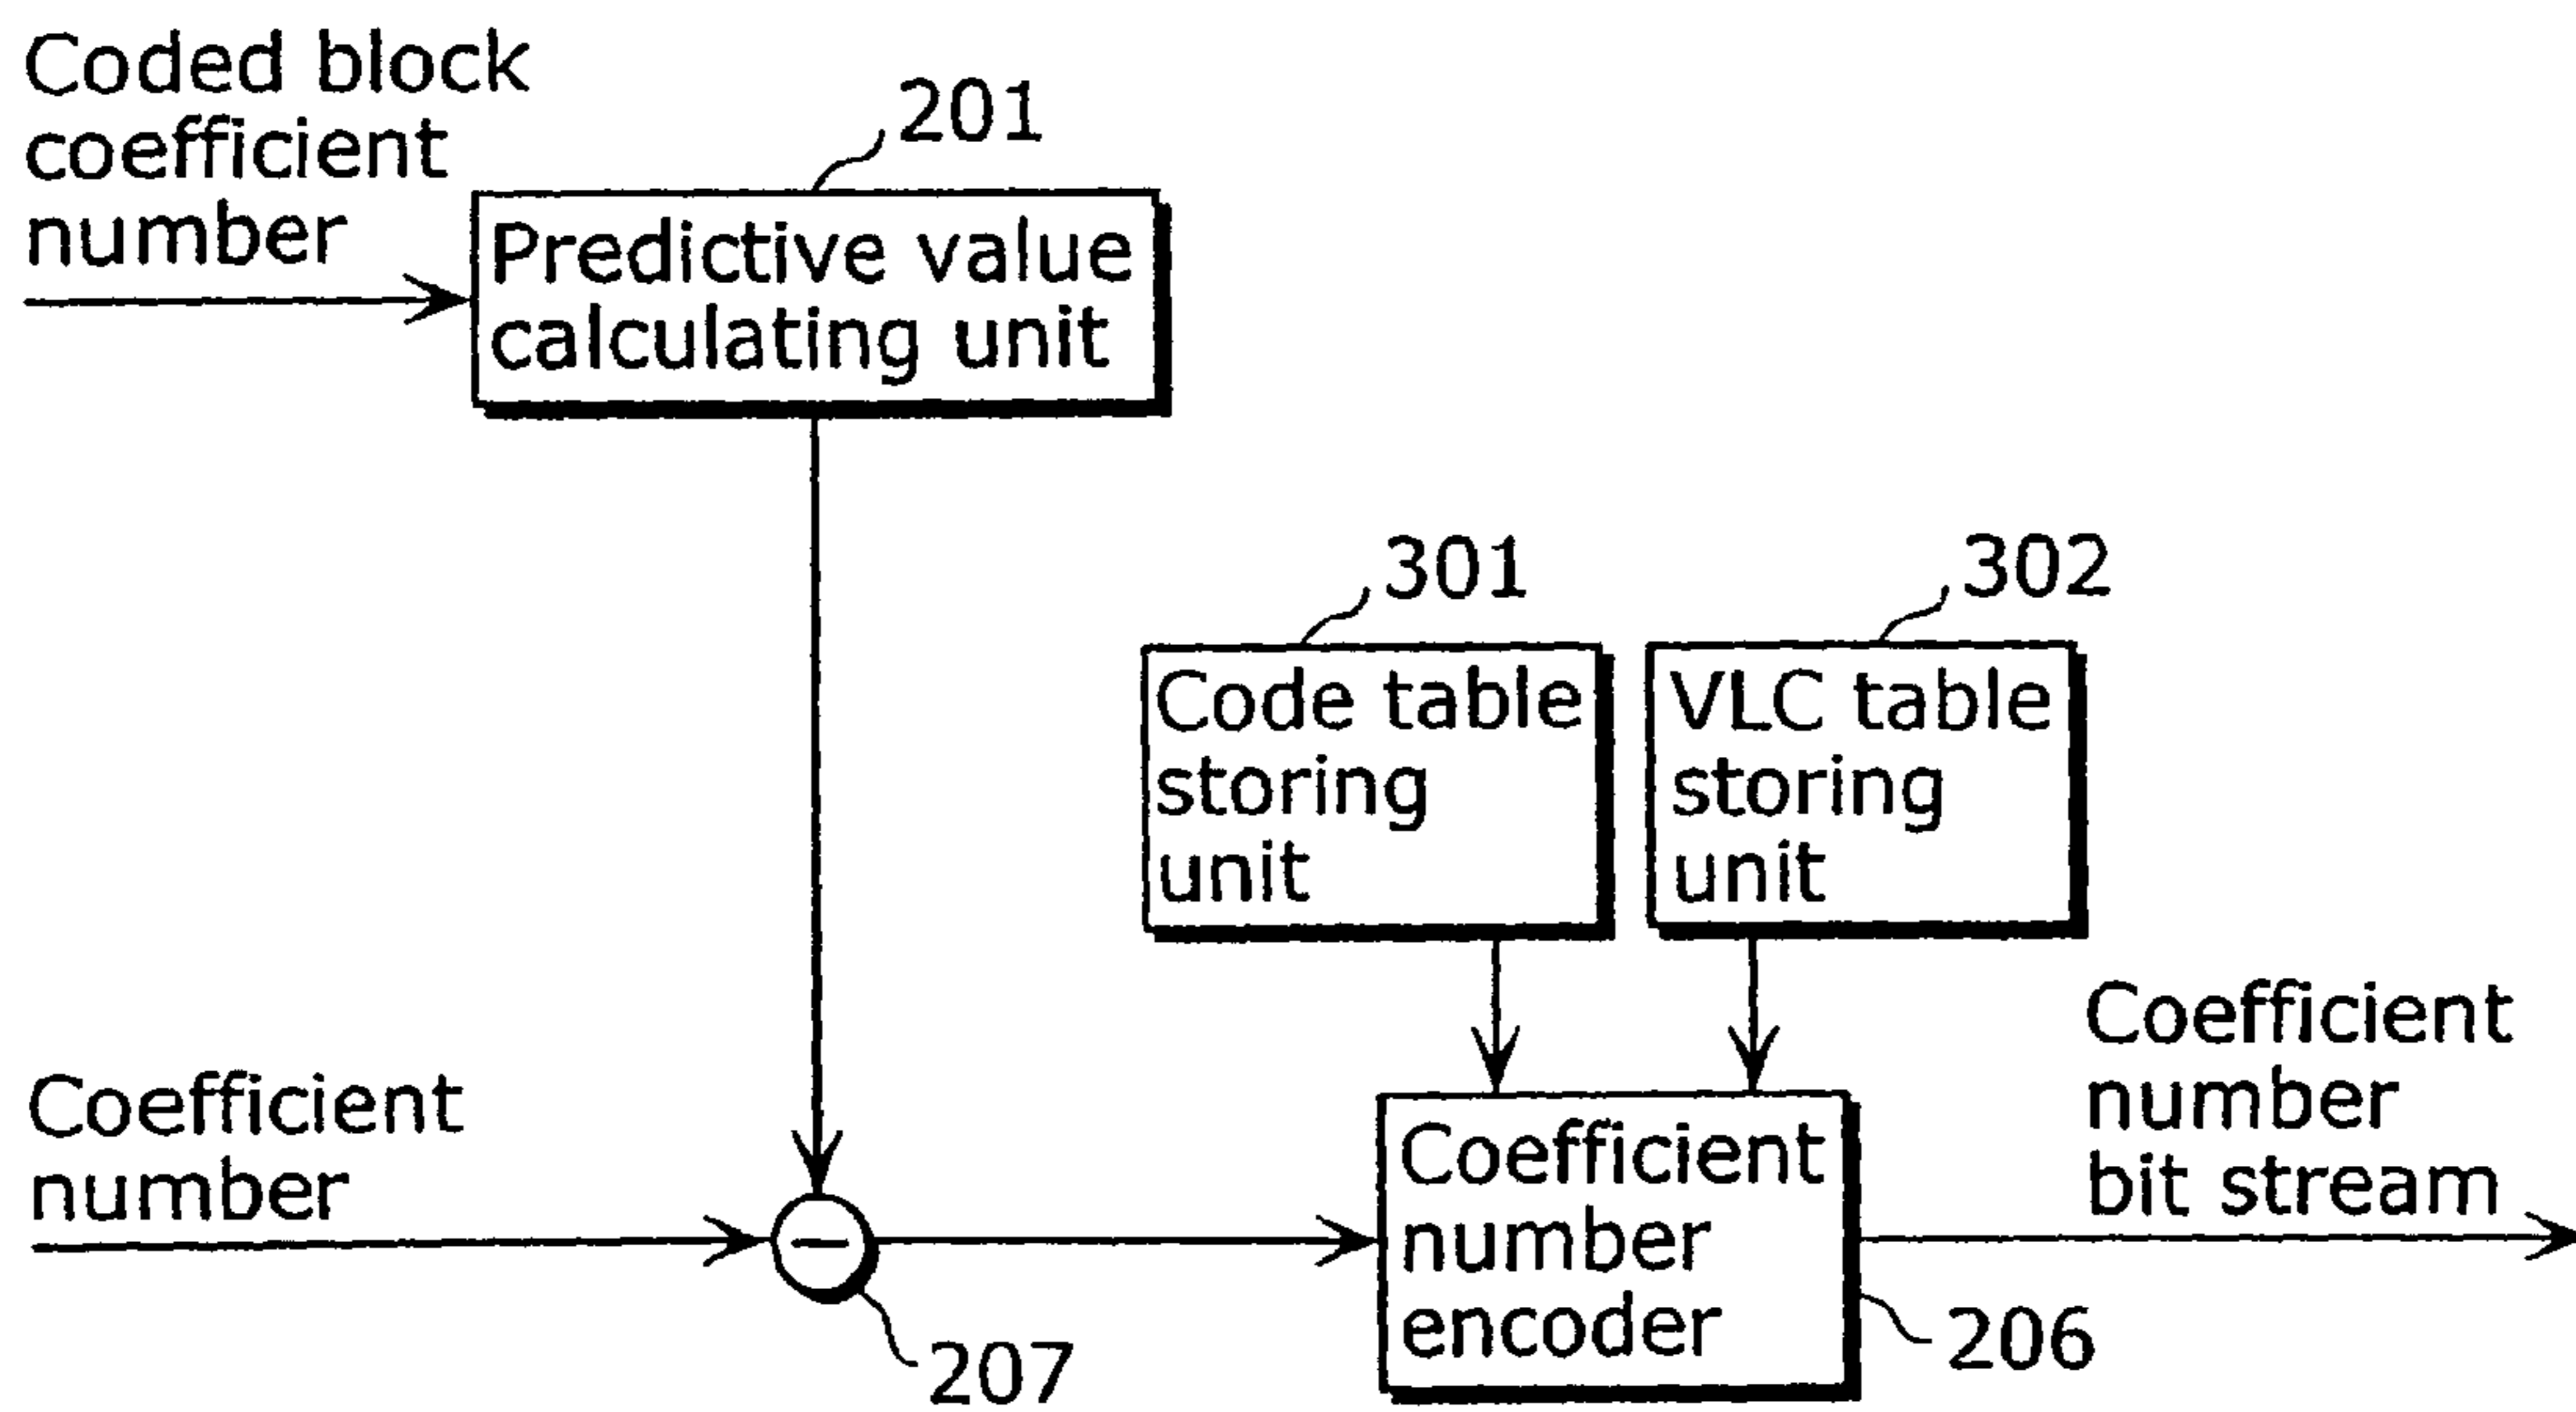 Coded block
coefficient
number
201
Predictive value
calculating unit
301
302
Code table
storing
unit
VLC table
storing
unit
Coefficient
number
−
207
Coefficient
number
encoder
206
Coefficient
number
bit stream